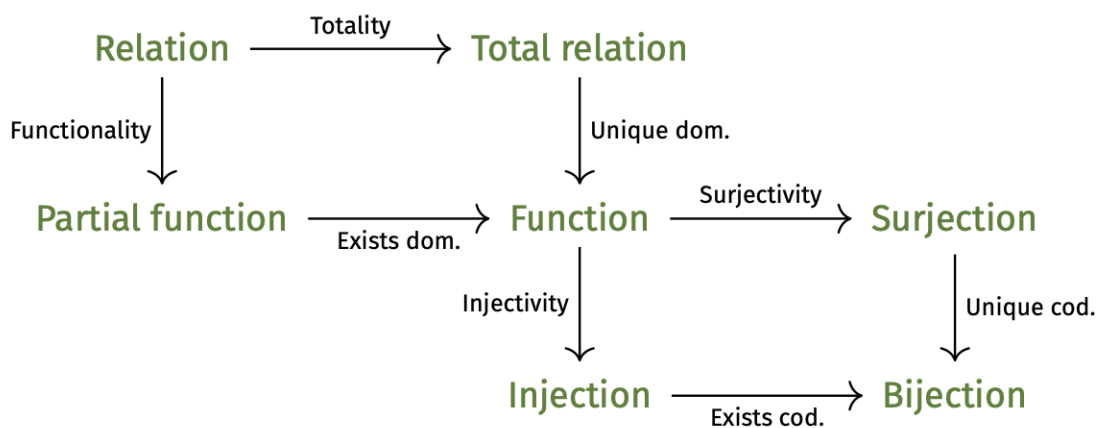 Totality
Relation
Total relation
Functionality
Unique dom.
Partial function
Exists dom.
Function
Surjectivity
Surjection
Injectivity
Unique cod.
Injection
Exists cod.
Bijection